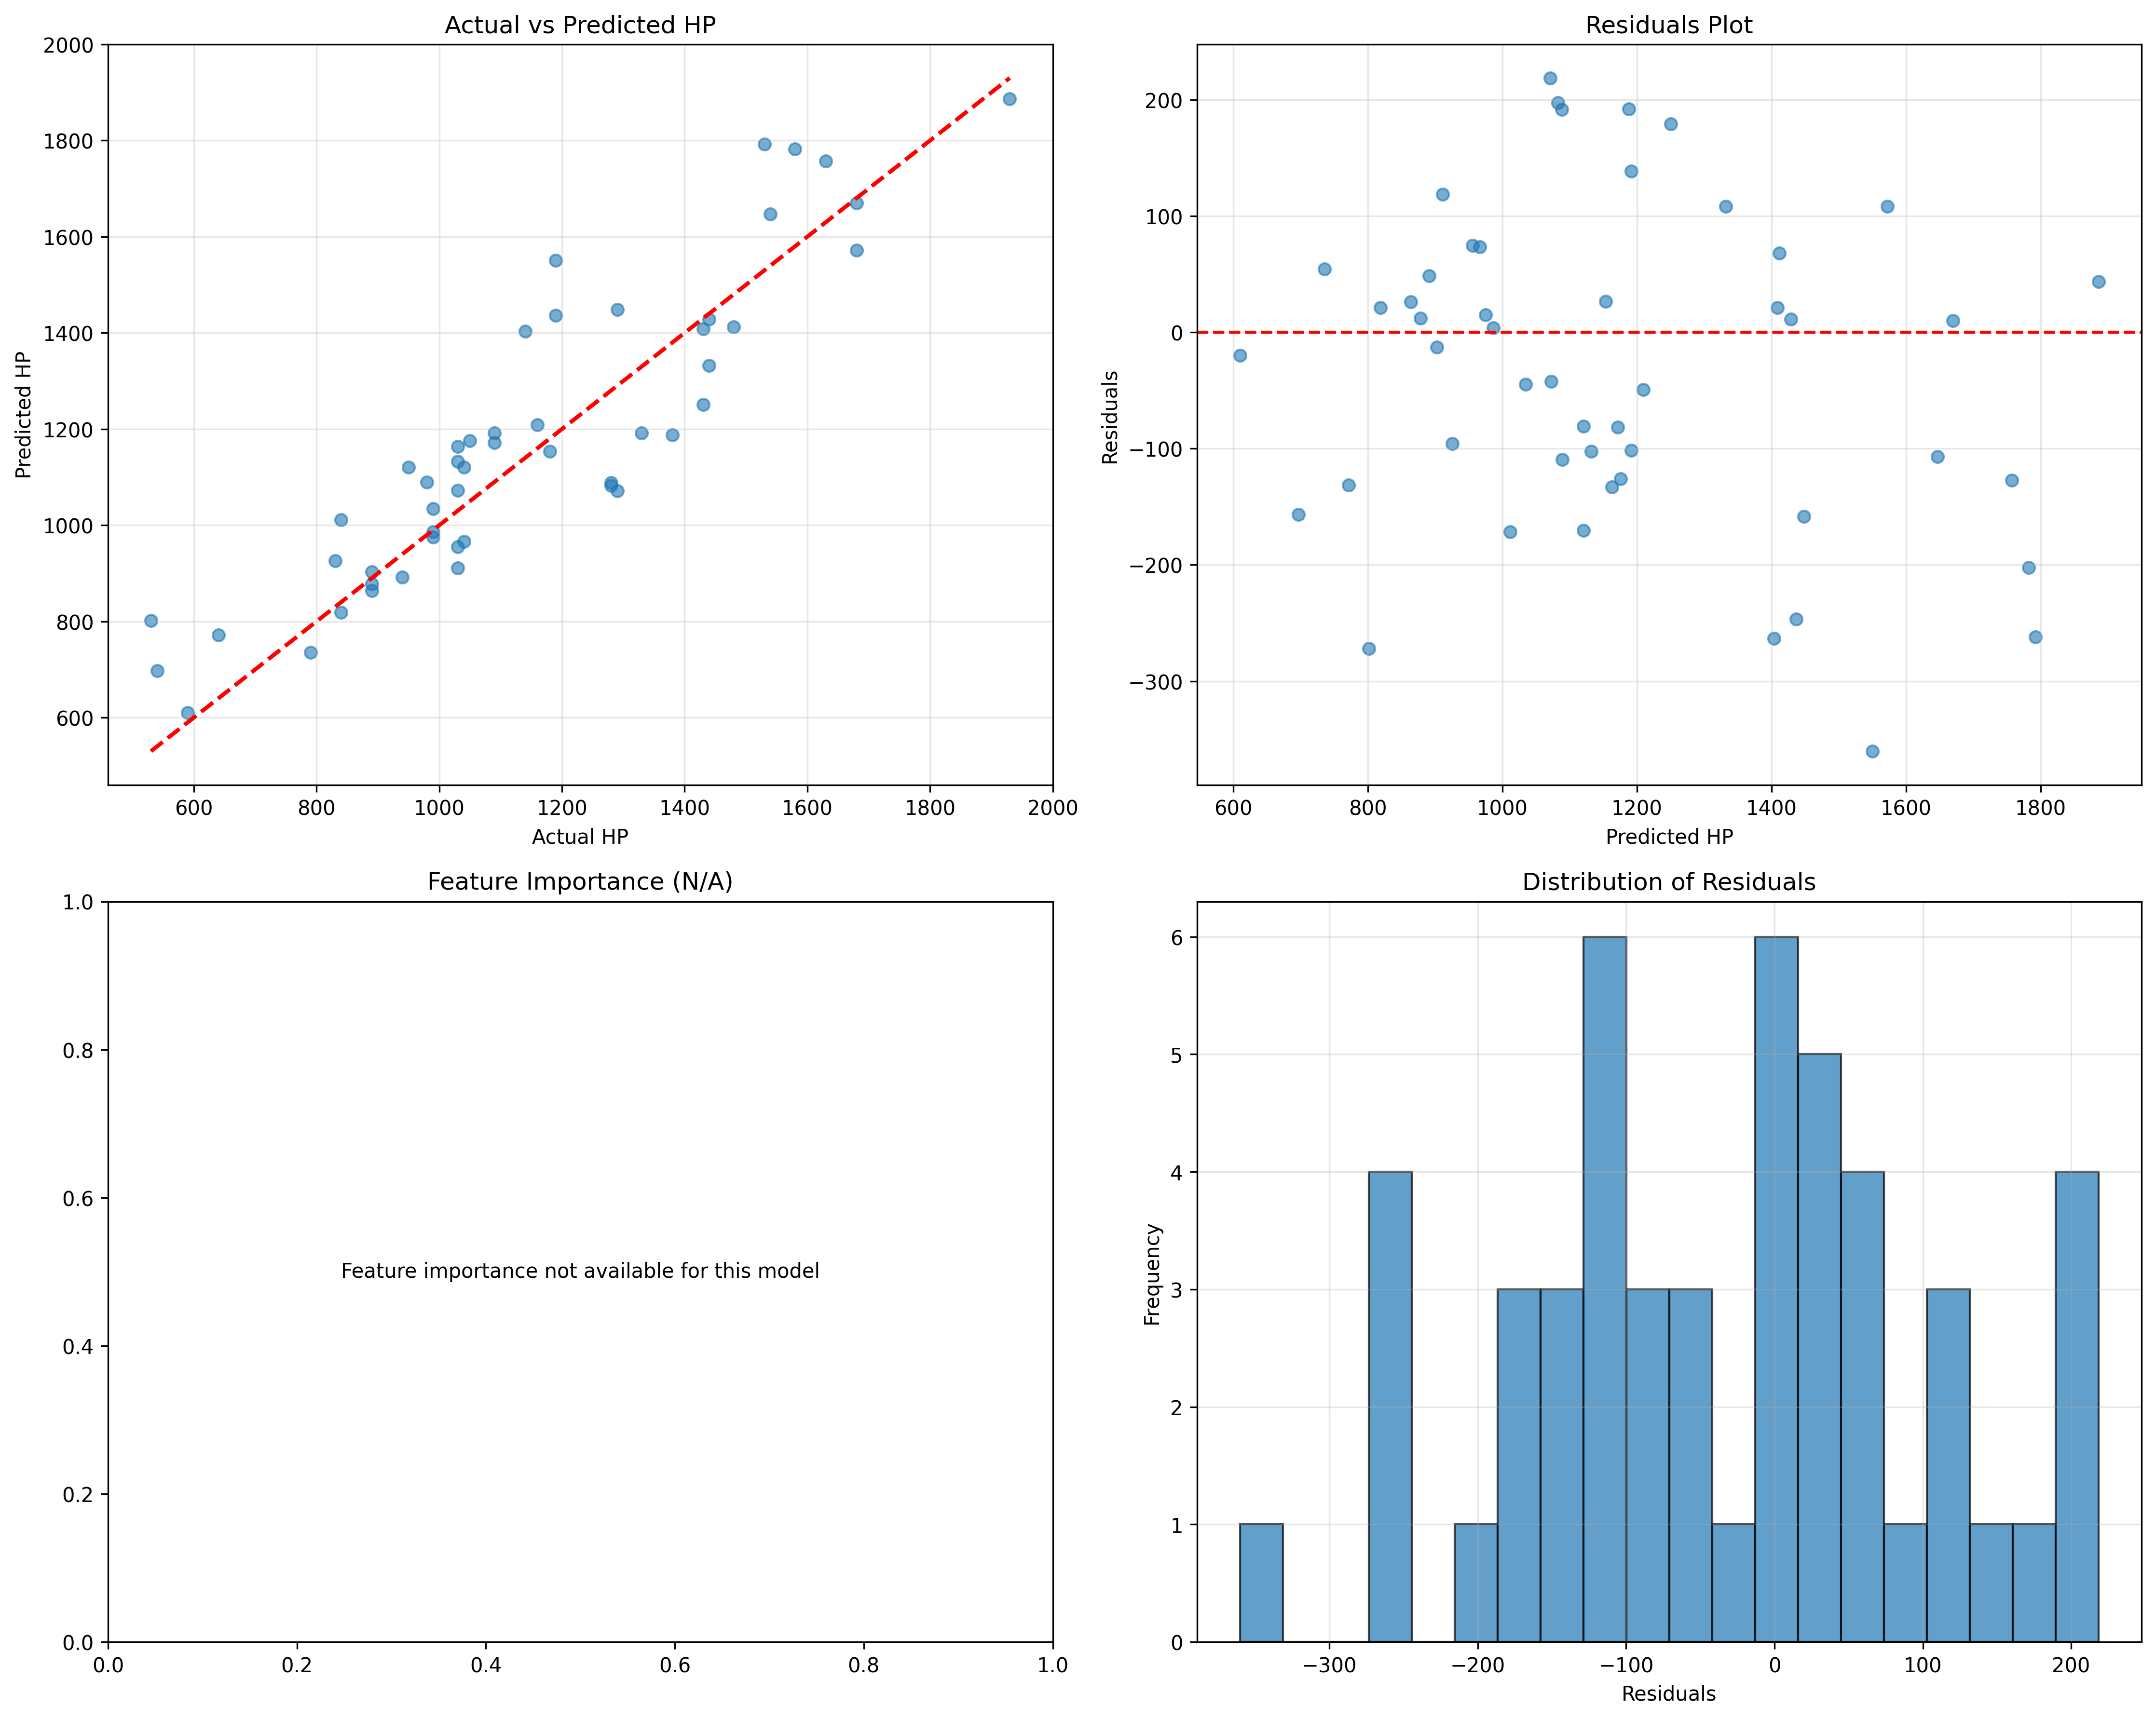 Actual vs Predicted HP
2000
1800
1600
1400
1200
1000
800
600
Predicted HP
600 800 1000 1200 1400 1600 1800 2000
Actual HP
Residuals Plot
200
100
0
−100
−200
−300
Residuals
600 800 1000 1200 1400 1600 1800
Predicted HP
Feature Importance (N/A)
1.0
0.8
0.6
0.4
0.2
0.0
Feature importance not available for this model
0.0 0.2 0.4 0.6 0.8 1.0
Distribution of Residuals
6
5
4
3
2
1
0
Frequency
−300 −200 −100 0 100 200
Residuals